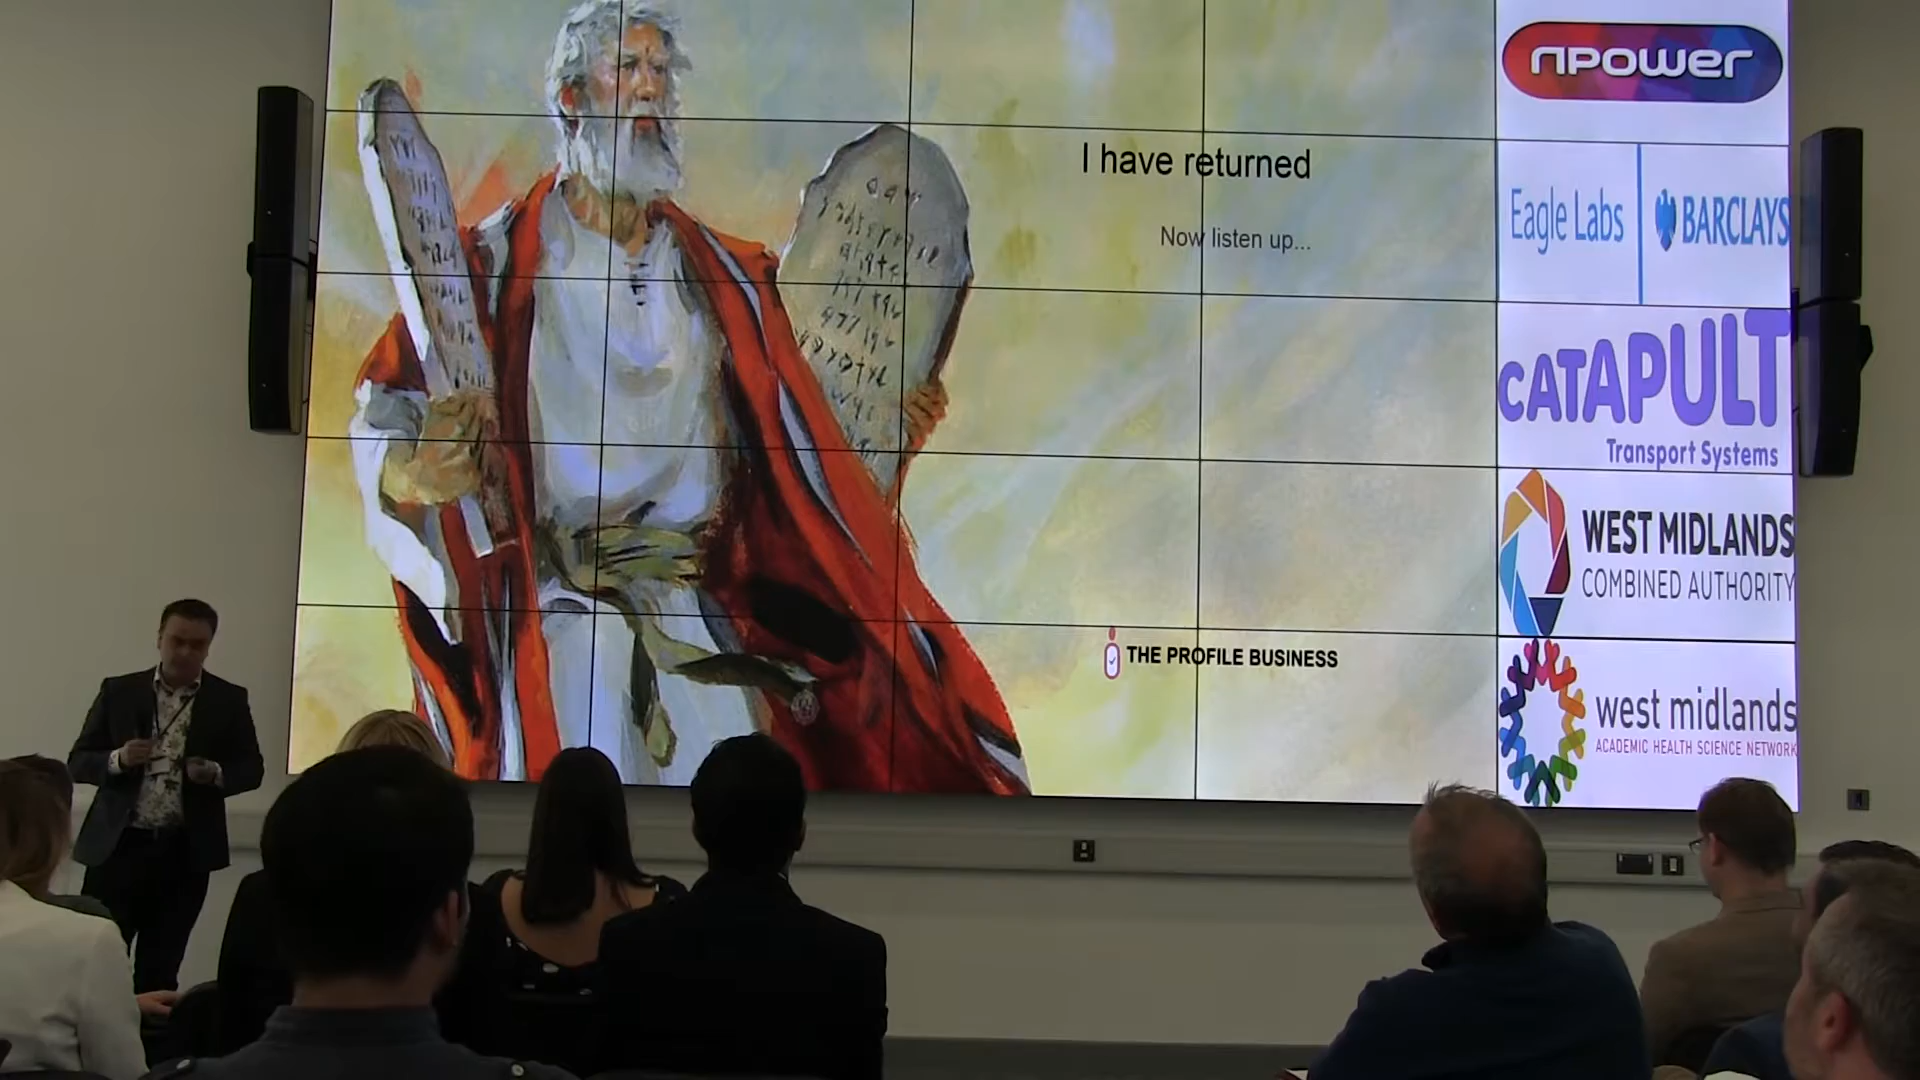 I have returned
Now listen up...
THE PROFILE BUSINESS
npower
Eagle Labs
BARCLAYS
CATAPULT
Transport Systems
WEST MIDLANDS
COMBINED AUTHORITY
west midlands
ACADEMIC HEALTH SCIENCE NETWORK